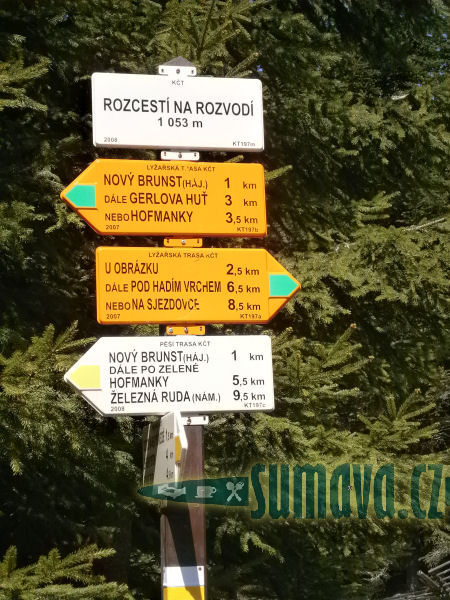 KČT
ROZCESTÍ NA ROZVODÍ
1 053 m
2008 KCT197m
LYŽAŘSKÁ TRASA KČT
NOVÝ BRUNST (HÁJ.) 1 km
DÁLE GERLOVA HUŤ 3 km
NEBO HOFMANKY 3,5 km
2007 KT197b
LYŽAŘSKÁ TRASA KČT
U OBRÁZKU 2,5 km
DÁLE POD HADÍM VRCHEM 6,5 km
NEBO NA SJEZDOVCE 8,5 km
2007 KT197a
PĚŠÍ TRASA KČT
NOVÝ BRUNST (HÁJ.) 1 km
DÁLE PO ZELENÉ
HOFMANKY 5,5 km
ŽELEZNÁ RUDA (NÁM.) 9,5 km
2008 KT197c
sumava.cz